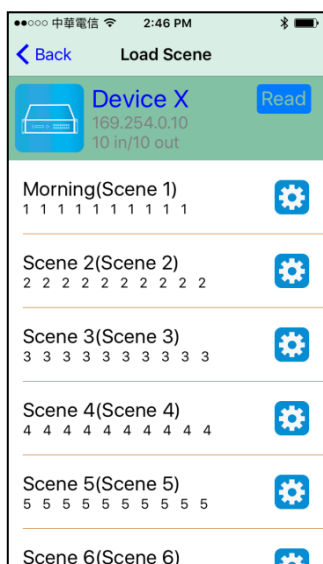 中華電信 2:46 PM
Back Load Scene
Device X Read
169.254.0.10
10 in/10 out
Morning(Scene 1)
1 1 1 1 1 1 1 1 1 1
Scene 2(Scene 2)
2 2 2 2 2 2 2 2 2 2
Scene 3(Scene 3)
3 3 3 3 3 3 3 3 3 3
Scene 4(Scene 4)
4 4 4 4 4 4 4 4 4 4
Scene 5(Scene 5)
5 5 5 5 5 5 5 5 5 5
Scene 6(Scene 6)